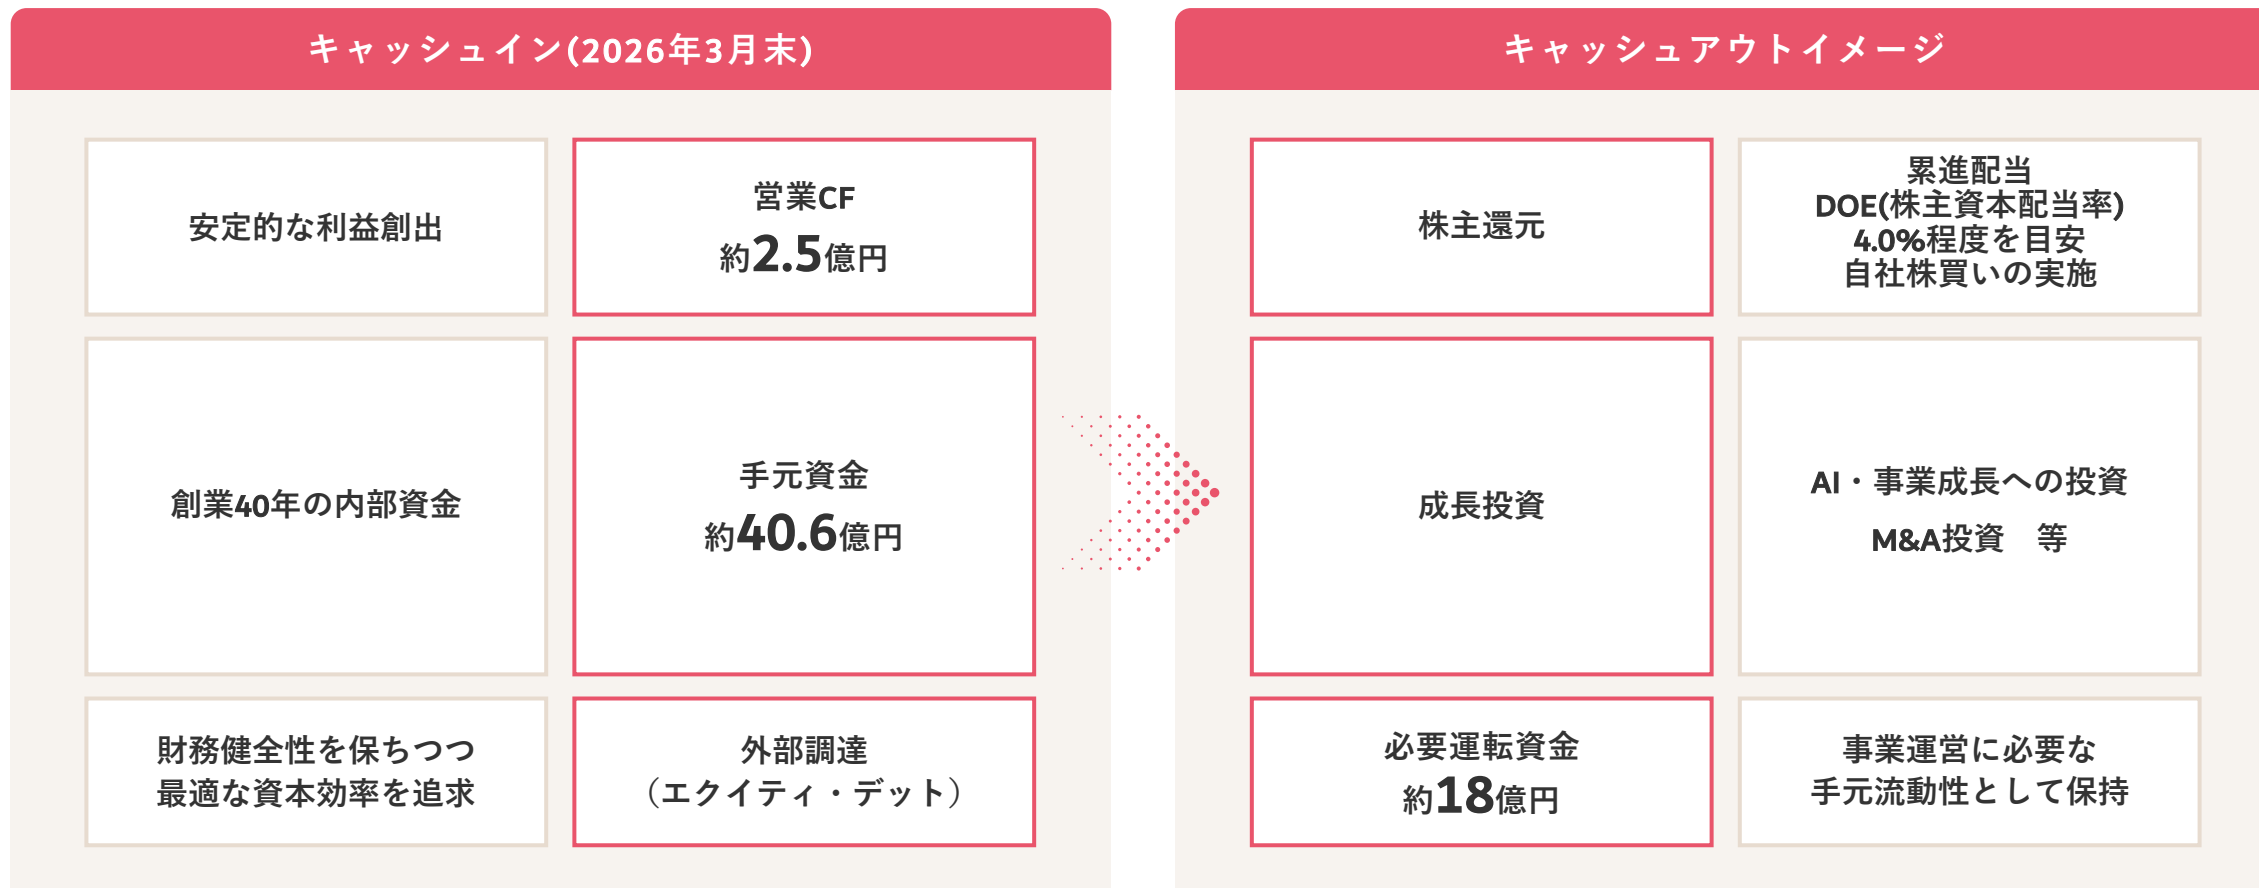 キャッシュイン(2026年3月末)
安定的な利益創出
営業CF
約2.5億円
創業40年の内部資金
手元資金
約40.6億円
財務健全性を保ちつつ
最適な資本効率を追求
外部調達
（エクイティ・デット）
キャッシュアウトイメージ
株主還元
累進配当
DOE(株主資本配当率)
4.0%程度を目安
自社株買いの実施
成長投資
AI・事業成長への投資
M&A投資　等
必要運転資金
約18億円
事業運営に必要な
手元流動性として保持